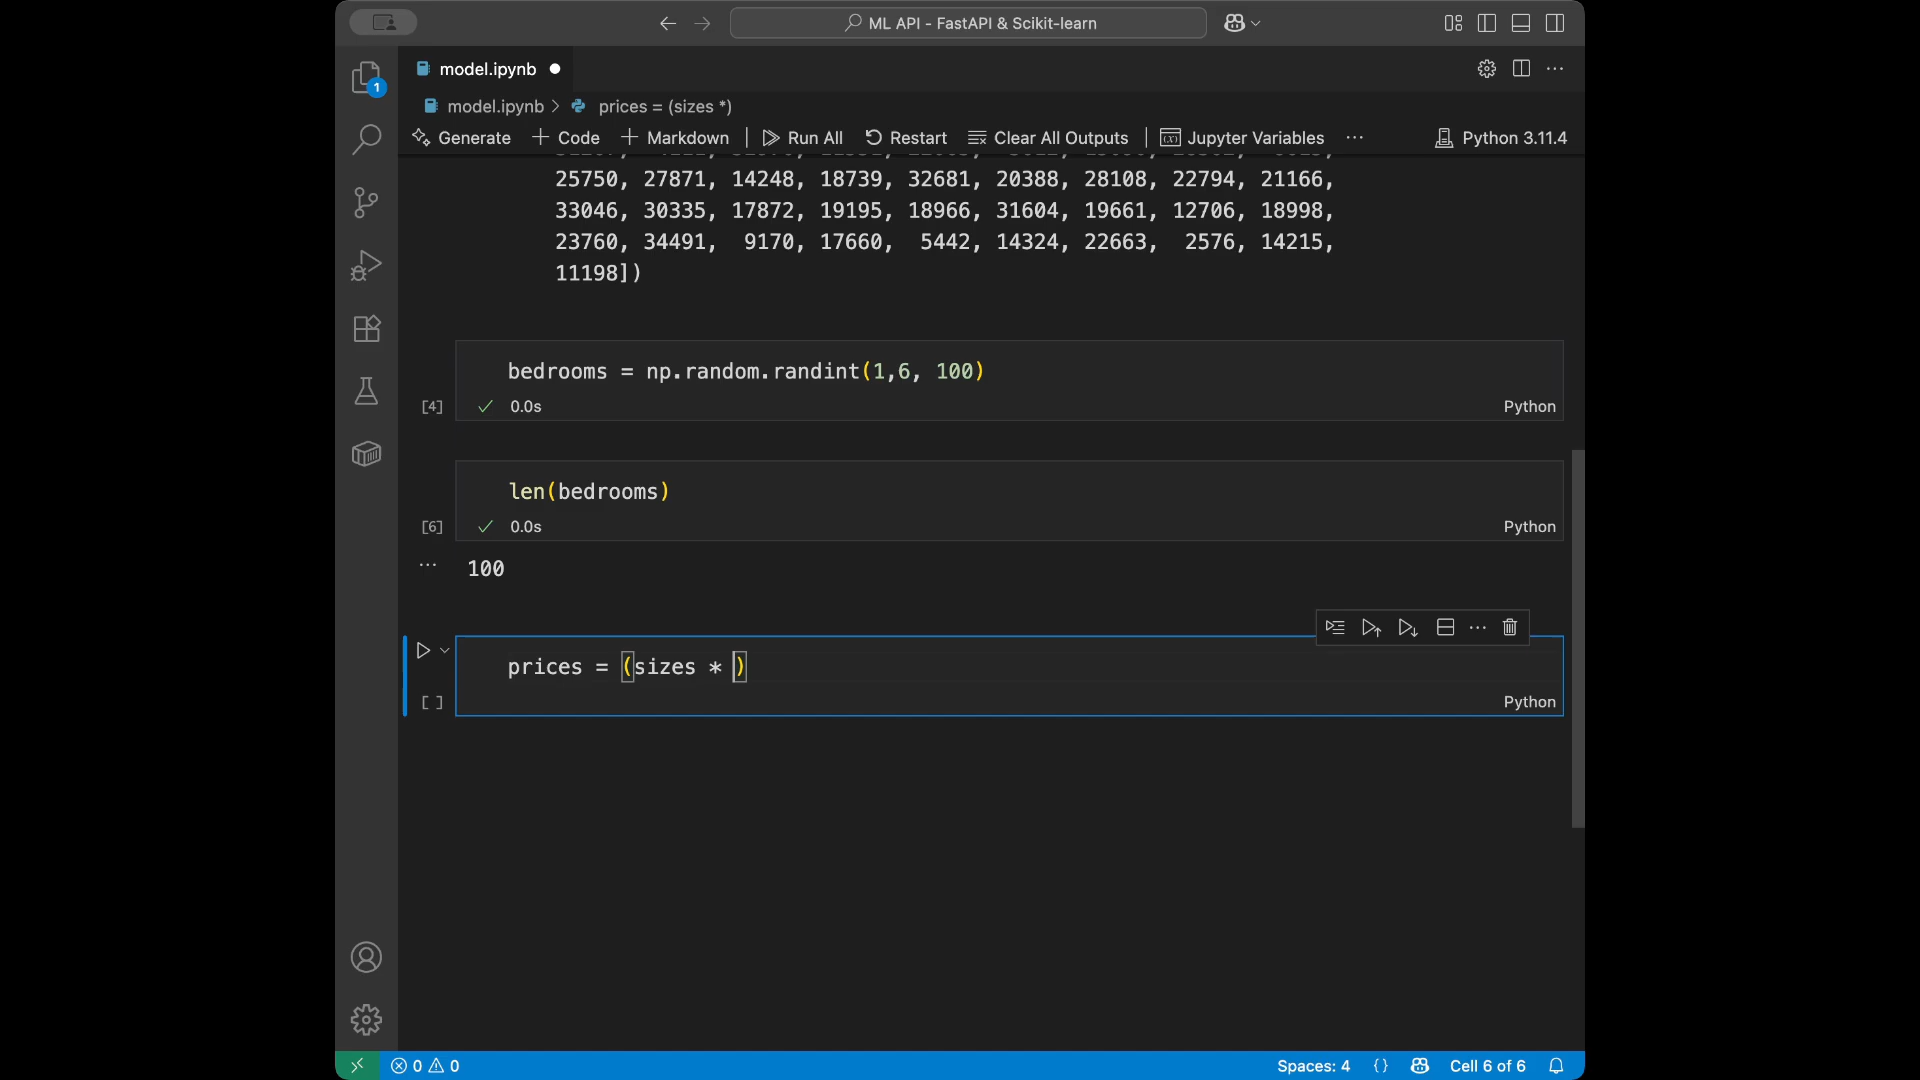 ML API - FastAPI & Scikit-learn
model.ipynb
model.ipynb > prices = (sizes *)
Generate + Code + Markdown | Run All Restart Clear All Outputs | Jupyter Variables ... Python 3.11.4
25750, 27871, 14248, 18739, 32681, 20388, 28108, 22794, 21166,
33046, 30335, 17872, 19195, 18966, 31604, 19661, 12706, 18998,
23760, 34491, 9170, 17660, 5442, 14324, 22663, 2576, 14215,
11198])
bedrooms = np.random.randint(1,6, 100)
[4] ✓ 0.0s Python
len(bedrooms)
[6] ✓ 0.0s Python
... 100
prices = (sizes * )
[ ] Python
1
0 0 Spaces: 4 {} Cell 6 of 6